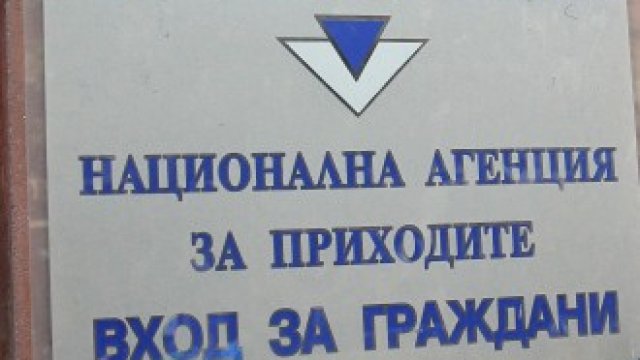 НАЦИОНАЛНА АГЕНЦИЯ
ЗА ПРИХОДИТЕ
ВХОД ЗА ГРАЖДАНИ